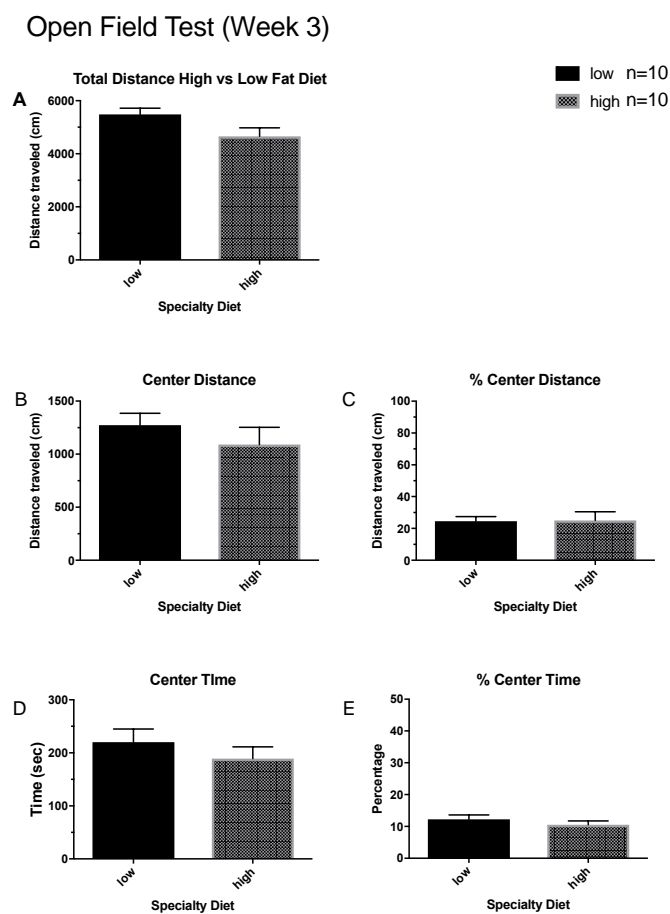 Open Field Test (Week 3)
low n=10
high n=10
Total Distance High vs Low Fat Diet
A
Distance traveled (cm)
6000
4000
2000
0
low
high
Specialty Diet
B
Center Distance
Distance traveled (cm)
1500
1000
500
0
low
high
Specialty Diet
C
% Center Distance
Distance traveled (cm)
100
80
60
40
20
0
low
high
Specialty Diet
D
Center TIme
Time (sec)
300
200
100
0
low
high
Specialty Diet
E
% Center Time
Percentage
50
40
30
20
10
0
low
high
Specialty Diet